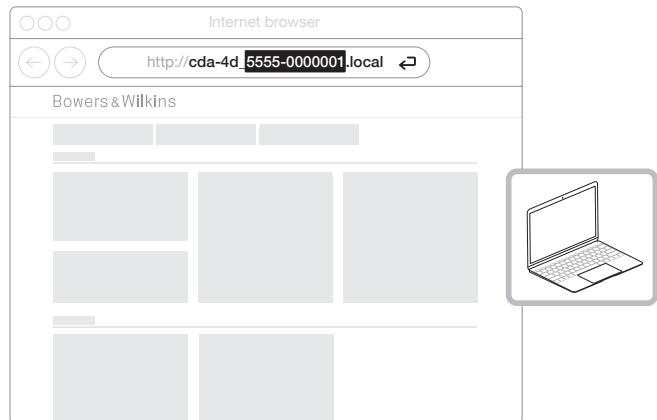 Internet browser
http://cda-4d_5555-0000001.local
Bowers & Wilkins